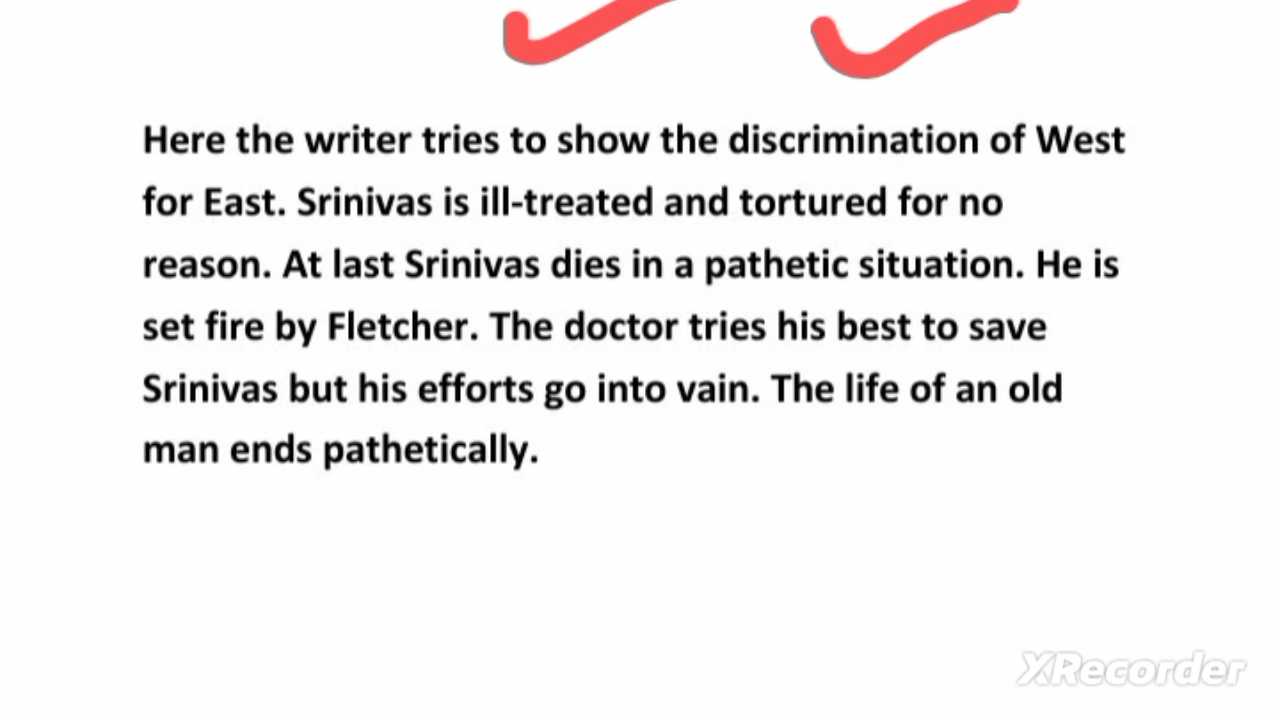 Here the writer tries to show the discrimination of West
for East. Srinivas is ill-treated and tortured for no
reason. At last Srinivas dies in a pathetic situation. He is
set fire by Fletcher. The doctor tries his best to save
Srinivas but his efforts go into vain. The life of an old
man ends pathetically.
XRecorder